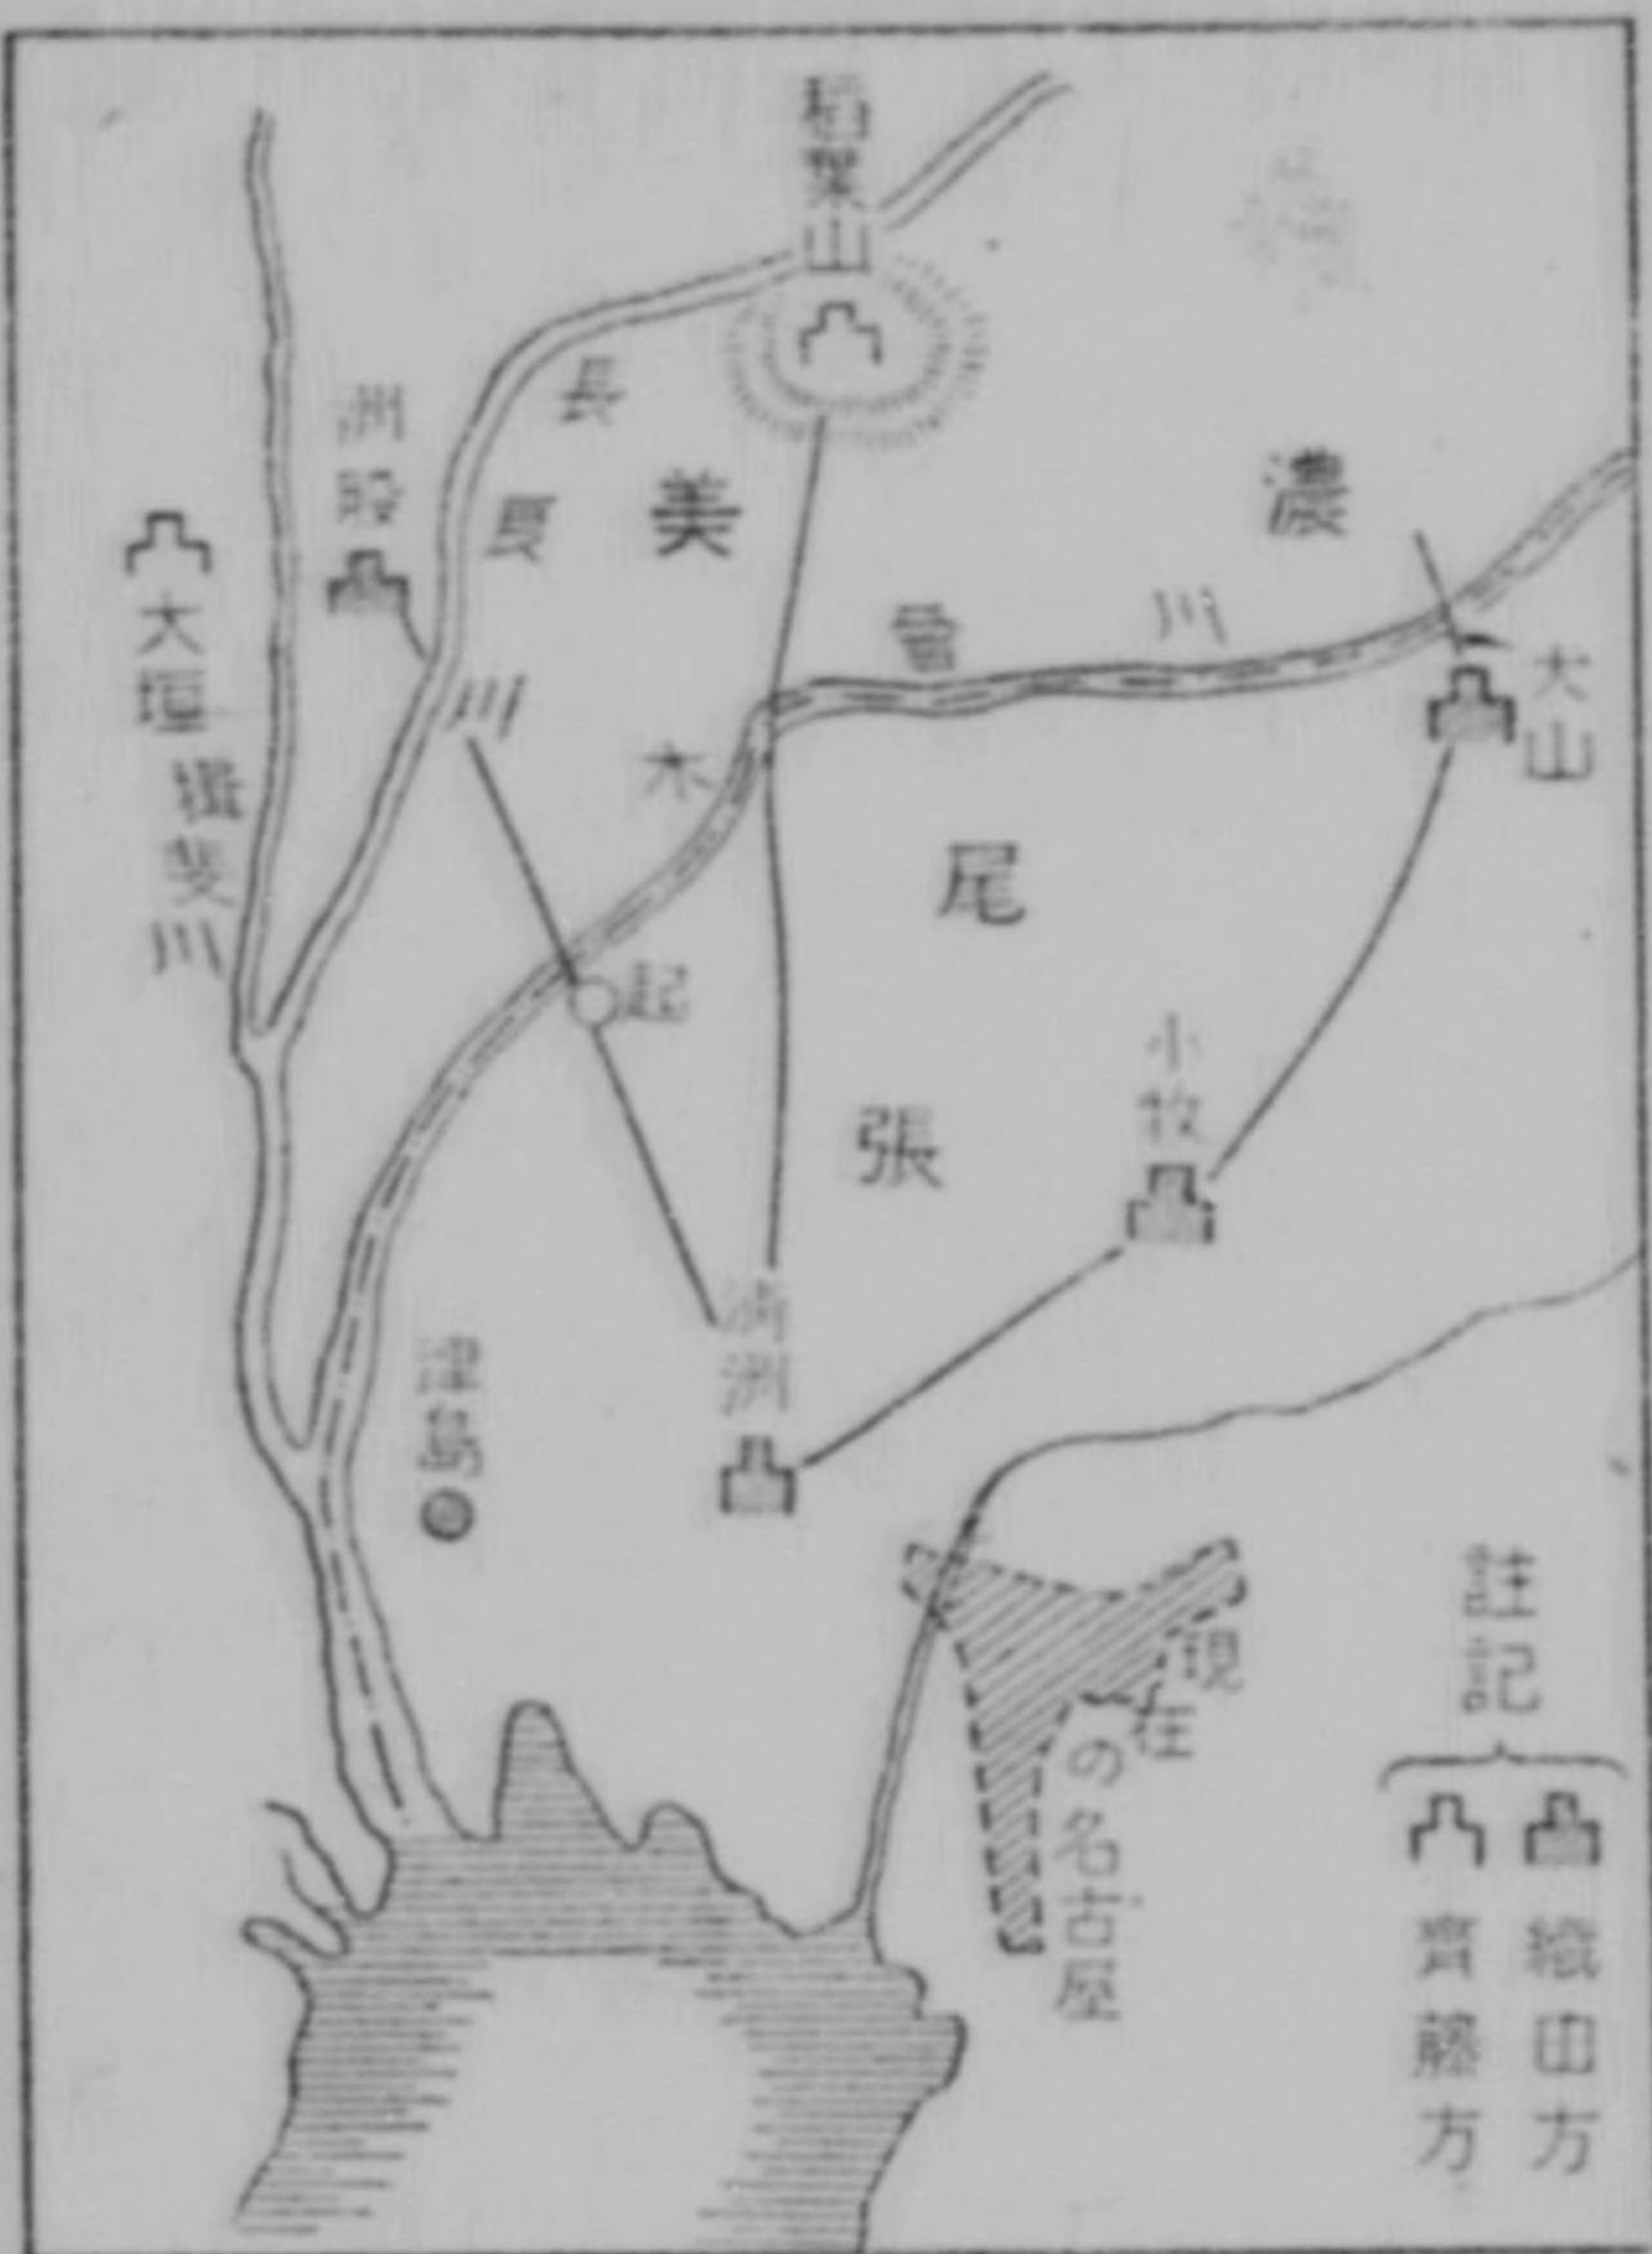 稻葉山
長良川
洲股
美濃
大垣
揖斐川
木曾川
犬山
尾張
起
小牧
清洲
津島
現在の名古屋
註記
織田方
齋藤方